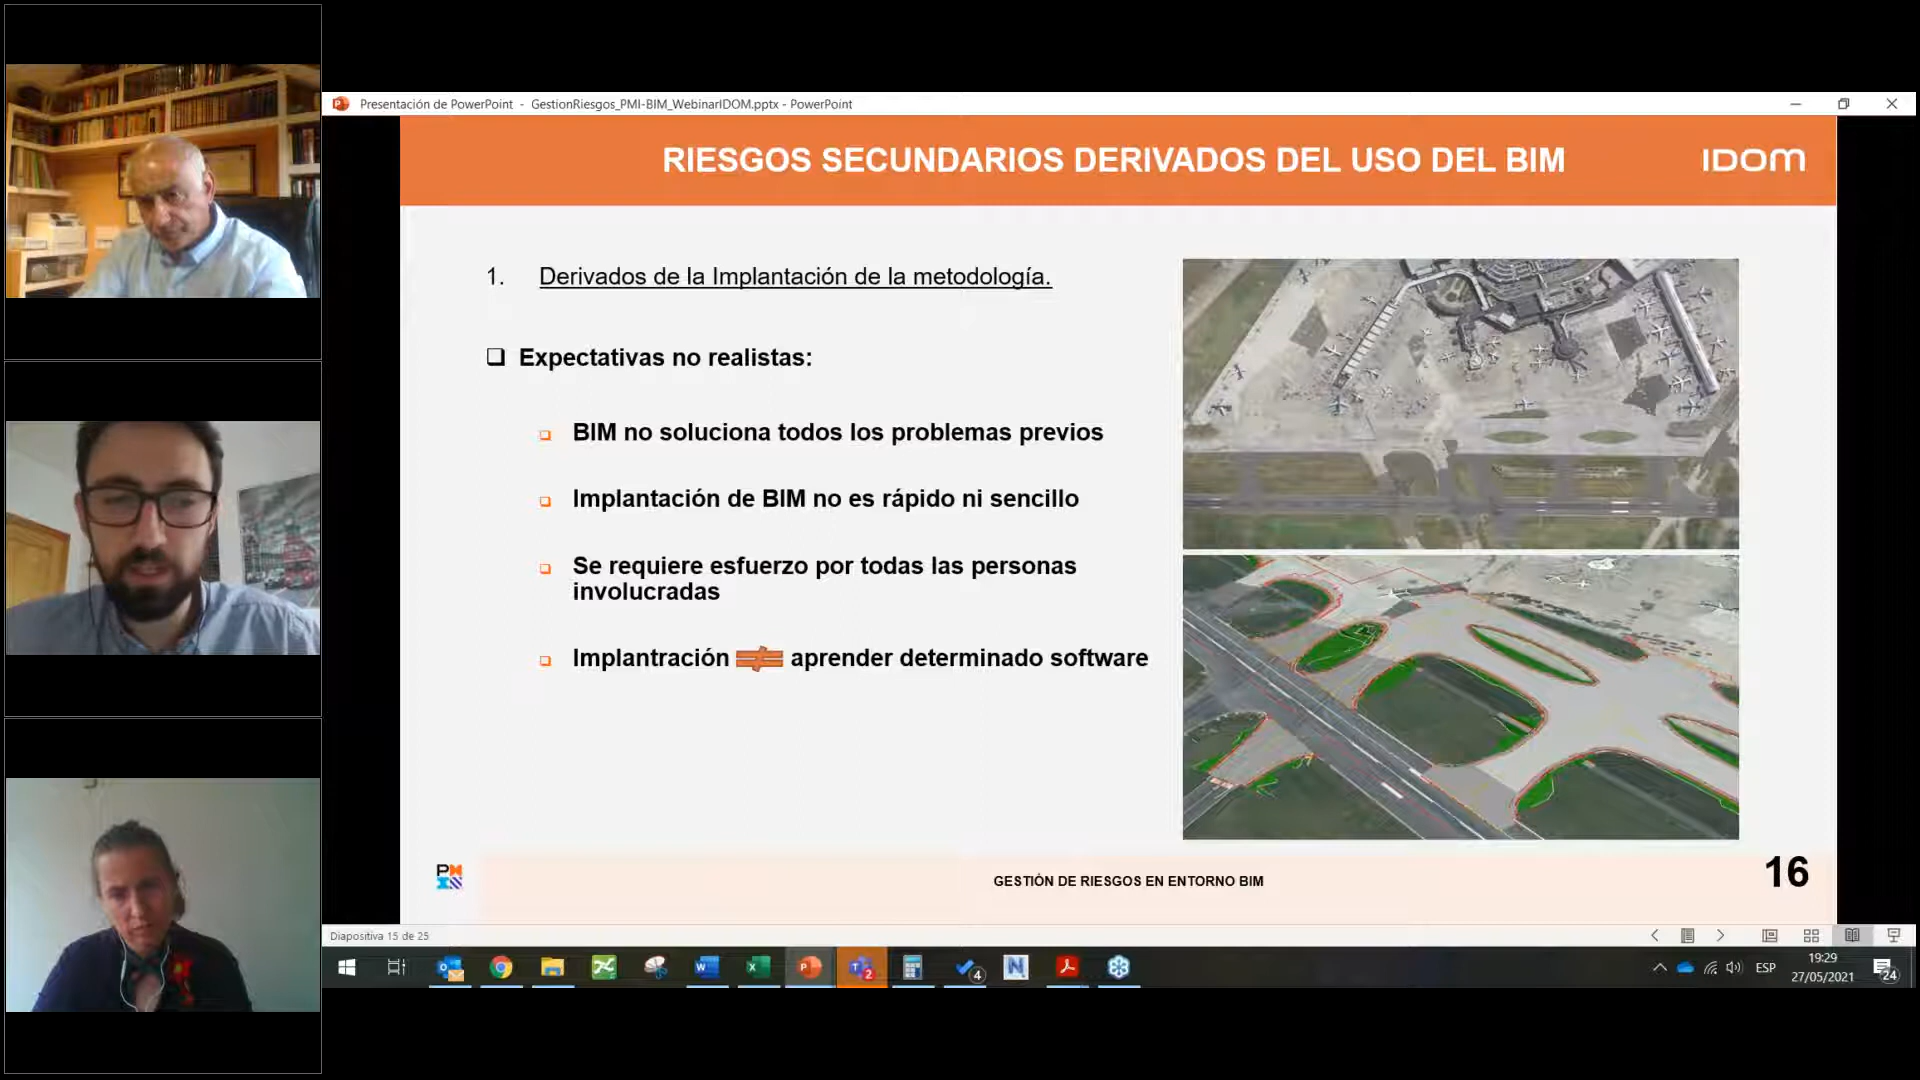 Presentación de PowerPoint - GestionRiesgos_PMI-BIM_WebinarIDOM.pptx - PowerPoint
RIESGOS SECUNDARIOS DERIVADOS DEL USO DEL BIM
IDOM
1. Derivados de la Implantación de la metodología.
Expectativas no realistas:
BIM no soluciona todos los problemas previos
Implantación de BIM no es rápido ni sencillo
Se requiere esfuerzo por todas las personas
involucradas
Implantración ≠ aprender determinado software
GESTIÓN DE RIESGOS EN ENTORNO BIM
16
Diapositiva 15 de 25
2
4
ESP
19:29
27/05/2021
24